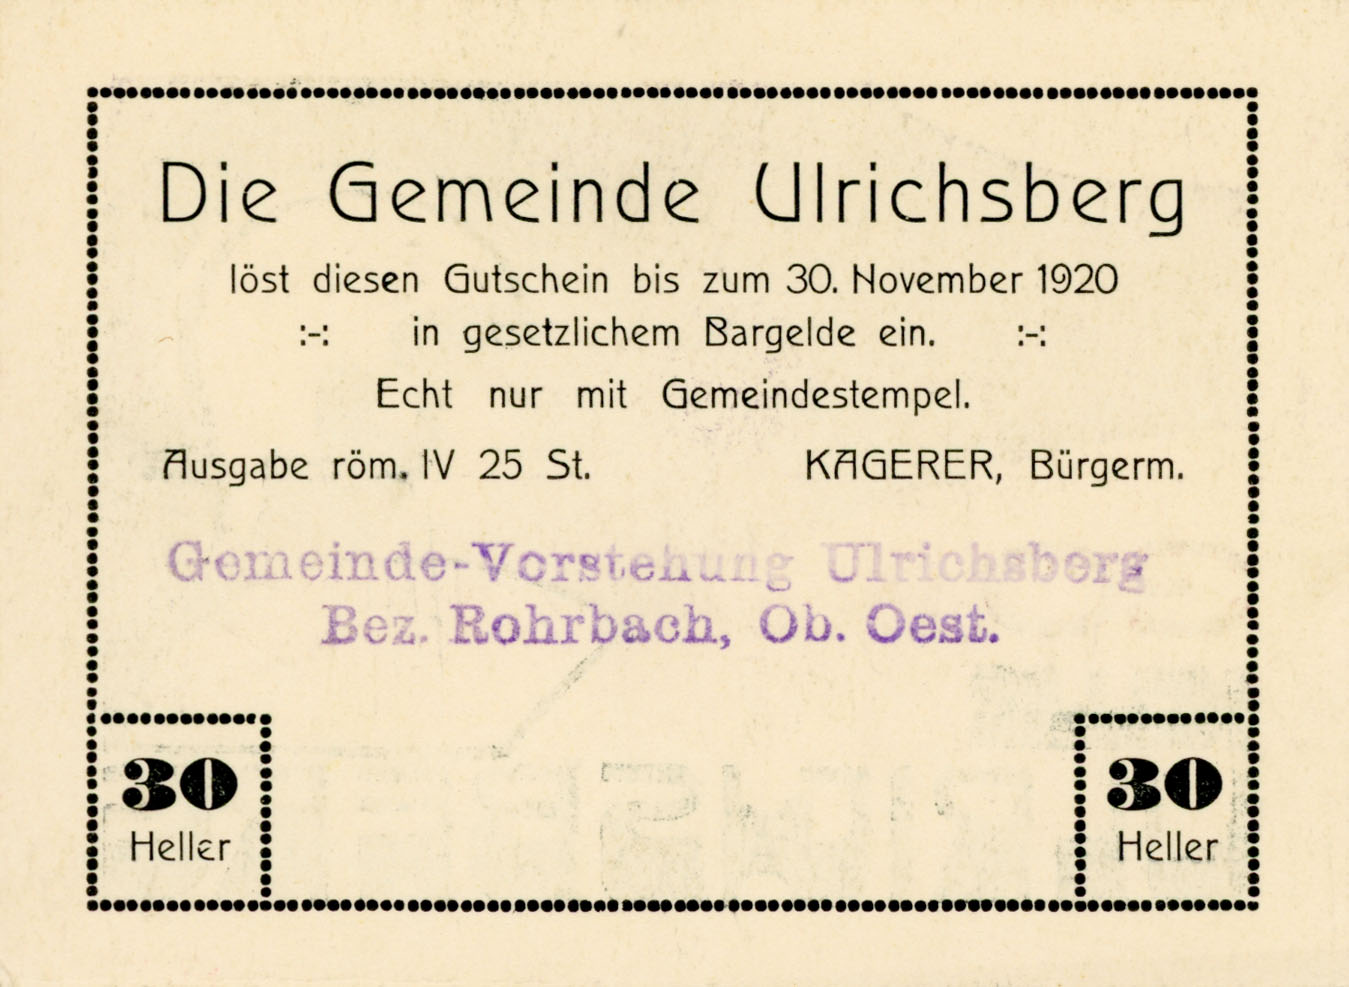 Die Gemeinde Ulrichsberg
löst diesen Gutschein bis zum 30. November 1920
:-: in gesetzlichem Bargelde ein. :-:
Echt nur mit Gemeindestempel.
Ausgabe röm. IV 25 St. KAGERER, Bürgerm.
Gemeinde-Vorstehung Ulrichsberg
Bez. Rohrbach, Ob. Oest.
30 30
Heller Heller